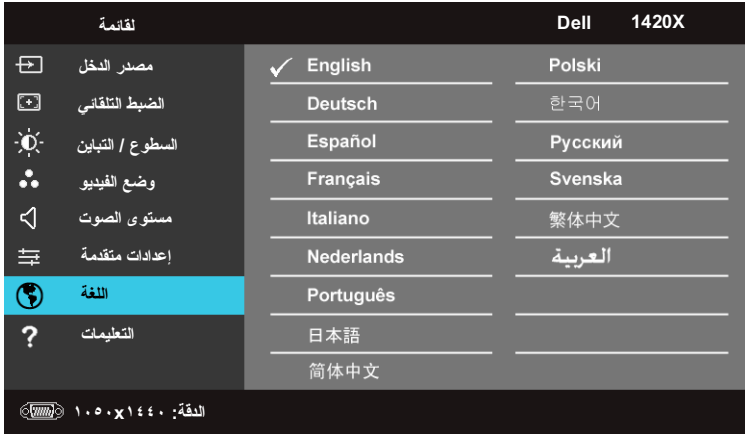 لقائمة
Dell 1420X
مصدر الدخل
الضبط التلقائي
السطوع / التباين
وضع الفيديو
مستوى الصوت
إعدادات متقدمة
اللغة
التعليمات
English
Deutsch
Español
Français
Italiano
Nederlands
Português
日本語
简体中文
Polski
한국어
Русский
Svenska
繁体中文
العربية
الدقة: ١٤٤٠x١٠٥٠